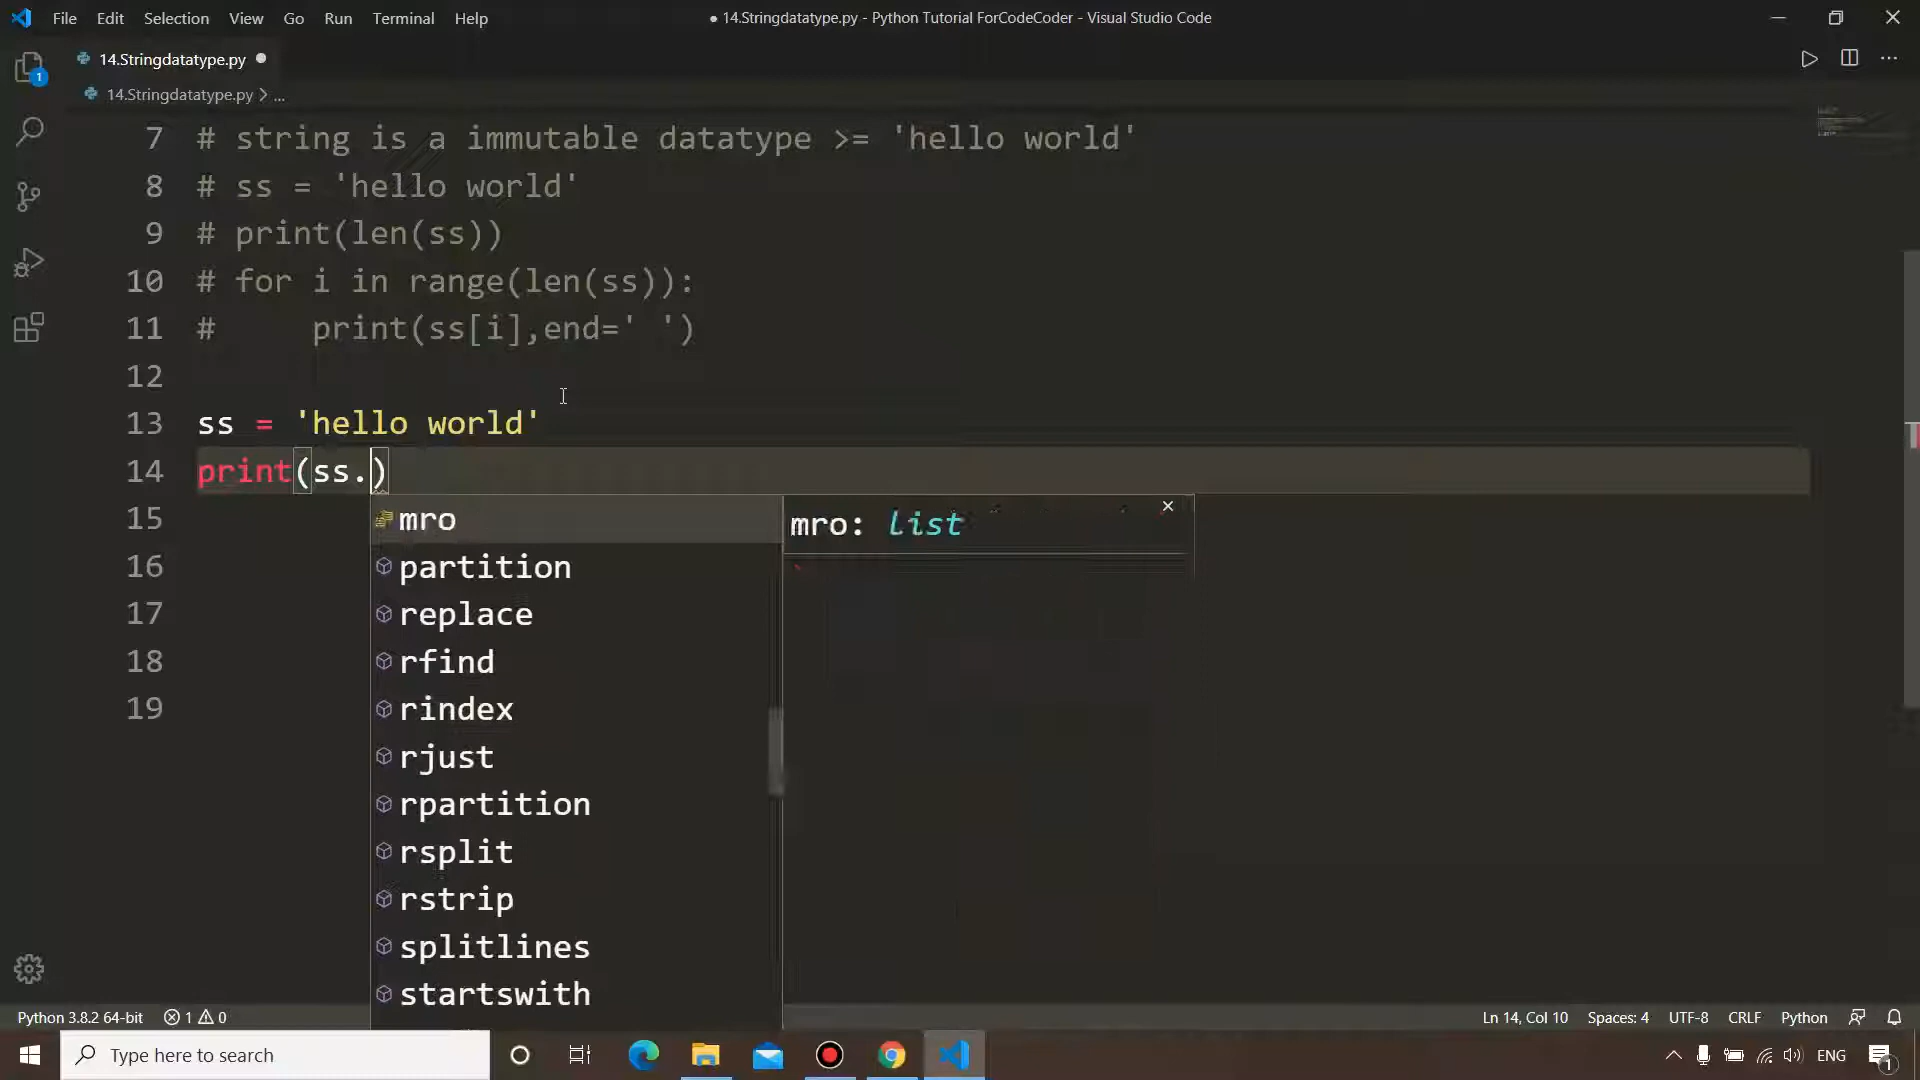 File Edit Selection View Go Run Terminal Help
● 14.Stringdatatype.py - Python Tutorial ForCodeCoder - Visual Studio Code
14.Stringdatatype.py ●
14.Stringdatatype.py > ...
1
7 # string is a immutable datatype >= 'hello world'
8 # ss = 'hello world'
9 # print(len(ss))
10 # for i in range(len(ss)):
11 #     print(ss[i],end=' ')
12
13 ss = 'hello world'
14 print(ss.)
15
16
17
18
19
mro
partition
replace
rfind
rindex
rjust
rpartition
rsplit
rstrip
splitlines
startswith
mro: list
Python 3.8.2 64-bit 1 0
Ln 14, Col 10 Spaces: 4 UTF-8 CRLF Python
Type here to search
ENG
1